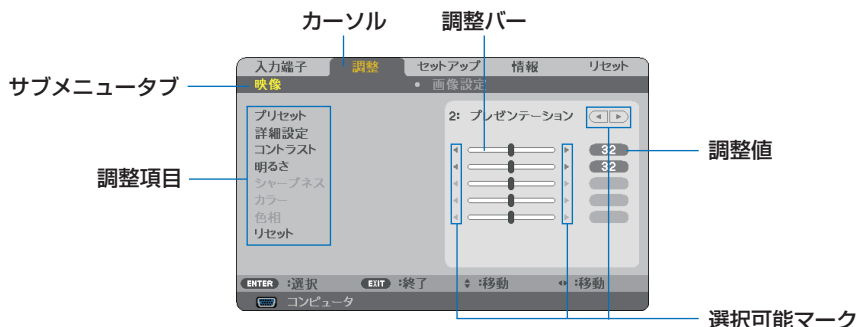 カーソル 調整バー
入力端子 調整 セットアップ 情報 リセット
サブメニュータブ 映像 • 画像設定
プリセット 2: プレゼンテーション
詳細設定
コントラスト 32 調整値
明るさ 32
調整項目 シャープネス
カラー
色相
リセット
ENTER :選択 EXIT :終了 :移動 :移動
コンピュータ
選択可能マーク